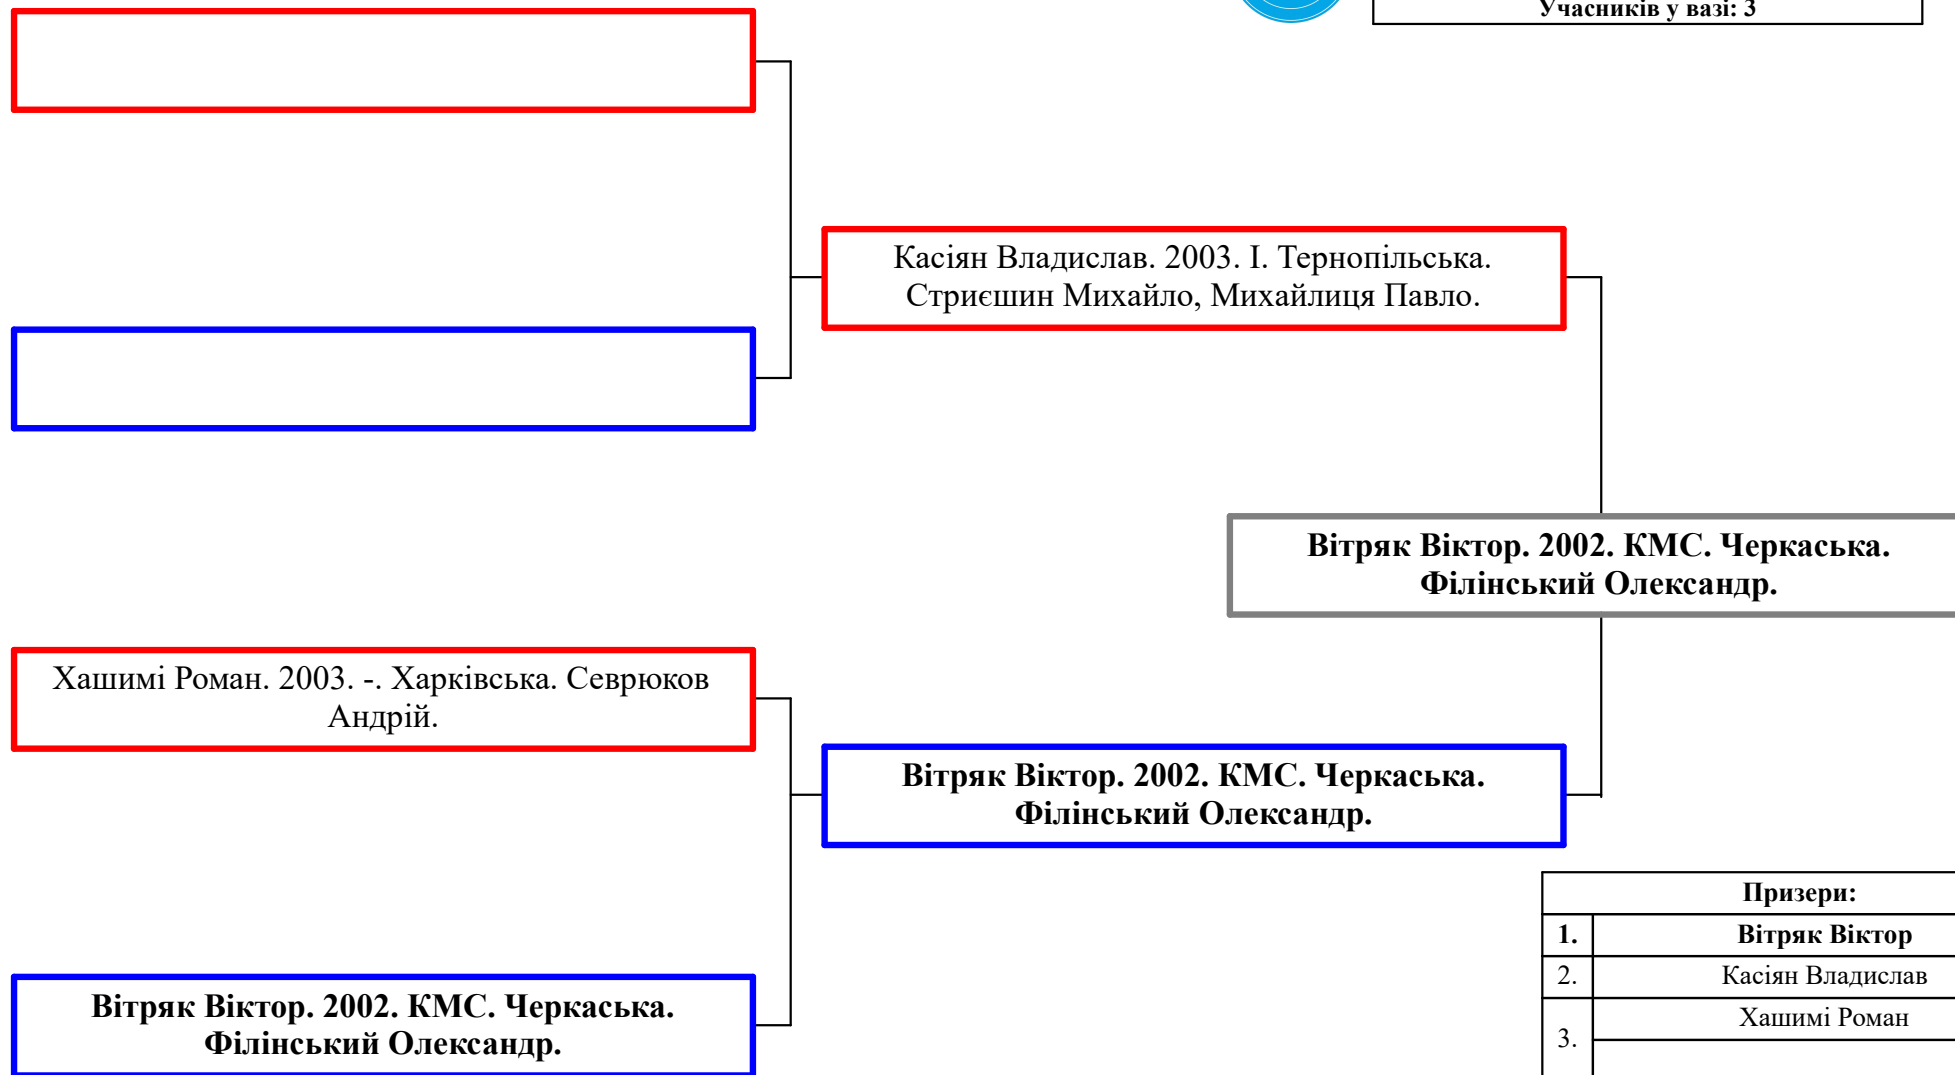 Учасників у вазі: 3
Касіян Владислав. 2003. І. Тернопільська.
Стриєшин Михайло, Михайлиця Павло.
Вітряк Віктор. 2002. КМС. Черкаська.
Філінський Олександр.
Хашимі Роман. 2003. -. Харківська. Севрюков
Андрій.
Вітряк Віктор. 2002. КМС. Черкаська.
Філінський Олександр.
Вітряк Віктор. 2002. КМС. Черкаська.
Філінський Олександр.
Призери:
1. Вітряк Віктор
2. Касіян Владислав
3. Хашимі Роман